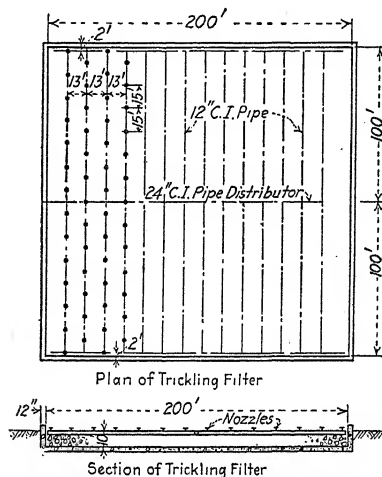 200'
2'
13' 13' 13'
15' 15'
12" C.I. Pipe
100'
24" C.I. Pipe Distributor
100'
2'
Plan of Trickling Filter
12"
200'
Nozzles
10'
Section of Trickling Filter